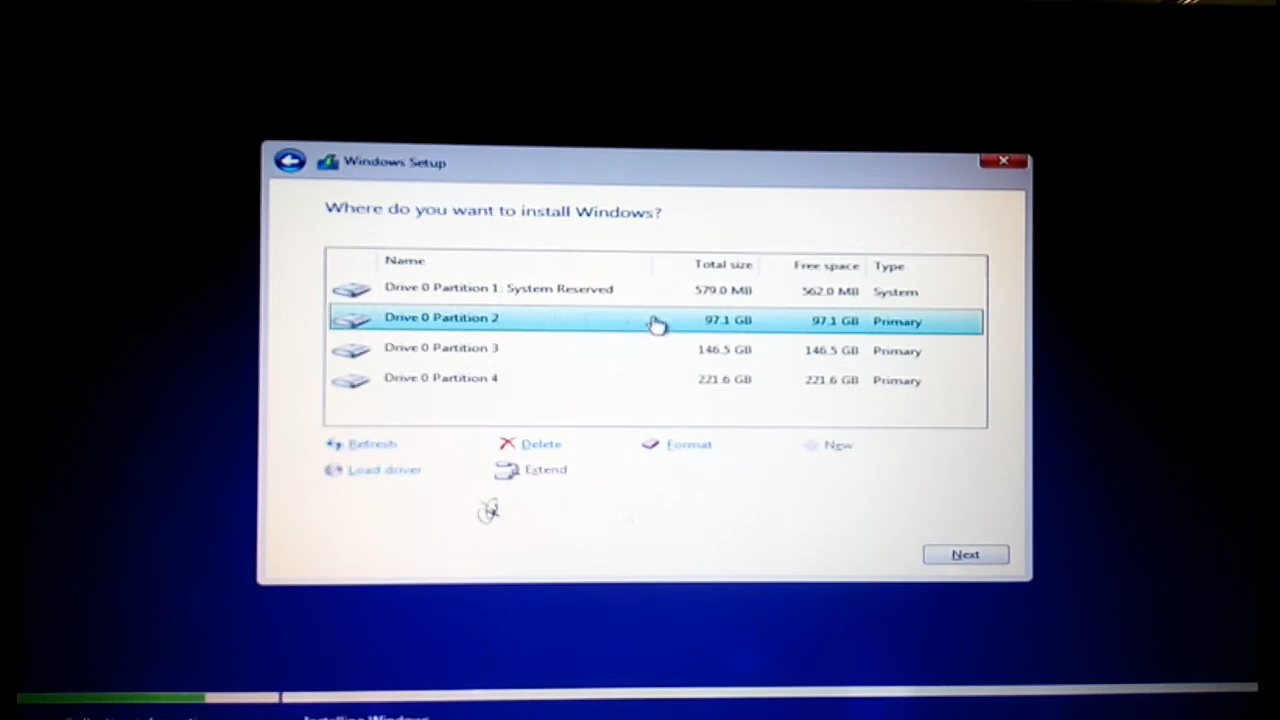 Windows Setup
Where do you want to install Windows?
Name Total size Free space Type
Drive 0 Partition 1: System Reserved 579.0 MB 562.0 MB System
Drive 0 Partition 2 97.1 GB 97.1 GB Primary
Drive 0 Partition 3 146.5 GB 146.5 GB Primary
Drive 0 Partition 4 221.6 GB 221.6 GB Primary
Refresh Delete Format New
Load driver Extend
Next
Installing Windows